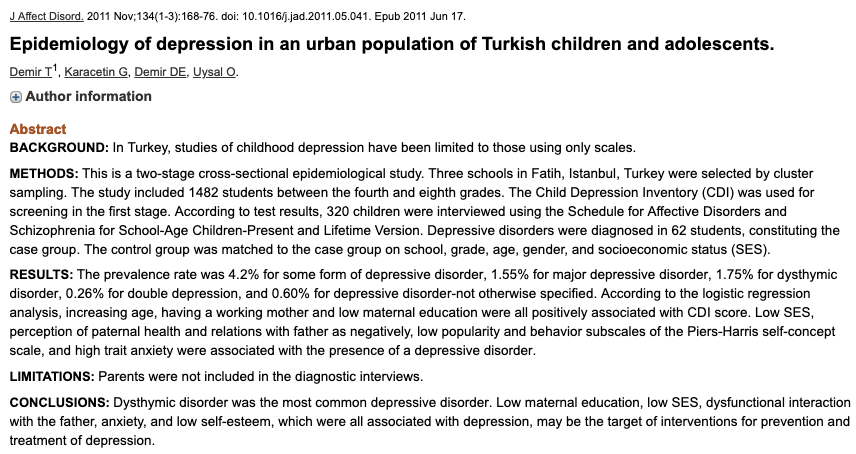 J Affect Disord. 2011 Nov;134(1-3):168-76. doi: 10.1016/j.jad.2011.05.041. Epub 2011 Jun 17.
Epidemiology of depression in an urban population of Turkish children and adolescents.
Demir T1, Karacetin G, Demir DE, Uysal O.
Author information
Abstract
BACKGROUND: In Turkey, studies of childhood depression have been limited to those using only scales.
METHODS: This is a two-stage cross-sectional epidemiological study. Three schools in Fatih, Istanbul, Turkey were selected by cluster
sampling. The study included 1482 students between the fourth and eighth grades. The Child Depression Inventory (CDI) was used for
screening in the first stage. According to test results, 320 children were interviewed using the Schedule for Affective Disorders and
Schizophrenia for School-Age Children-Present and Lifetime Version. Depressive disorders were diagnosed in 62 students, constituting the
case group. The control group was matched to the case group on school, grade, age, gender, and socioeconomic status (SES).
RESULTS: The prevalence rate was 4.2% for some form of depressive disorder, 1.55% for major depressive disorder, 1.75% for dysthymic
disorder, 0.26% for double depression, and 0.60% for depressive disorder-not otherwise specified. According to the logistic regression
analysis, increasing age, having a working mother and low maternal education were all positively associated with CDI score. Low SES,
perception of paternal health and relations with father as negatively, low popularity and behavior subscales of the Piers-Harris self-concept
scale, and high trait anxiety were associated with the presence of a depressive disorder.
LIMITATIONS: Parents were not included in the diagnostic interviews.
CONCLUSIONS: Dysthymic disorder was the most common depressive disorder. Low maternal education, low SES, dysfunctional interaction
with the father, anxiety, and low self-esteem, which were all associated with depression, may be the target of interventions for prevention and
treatment of depression.